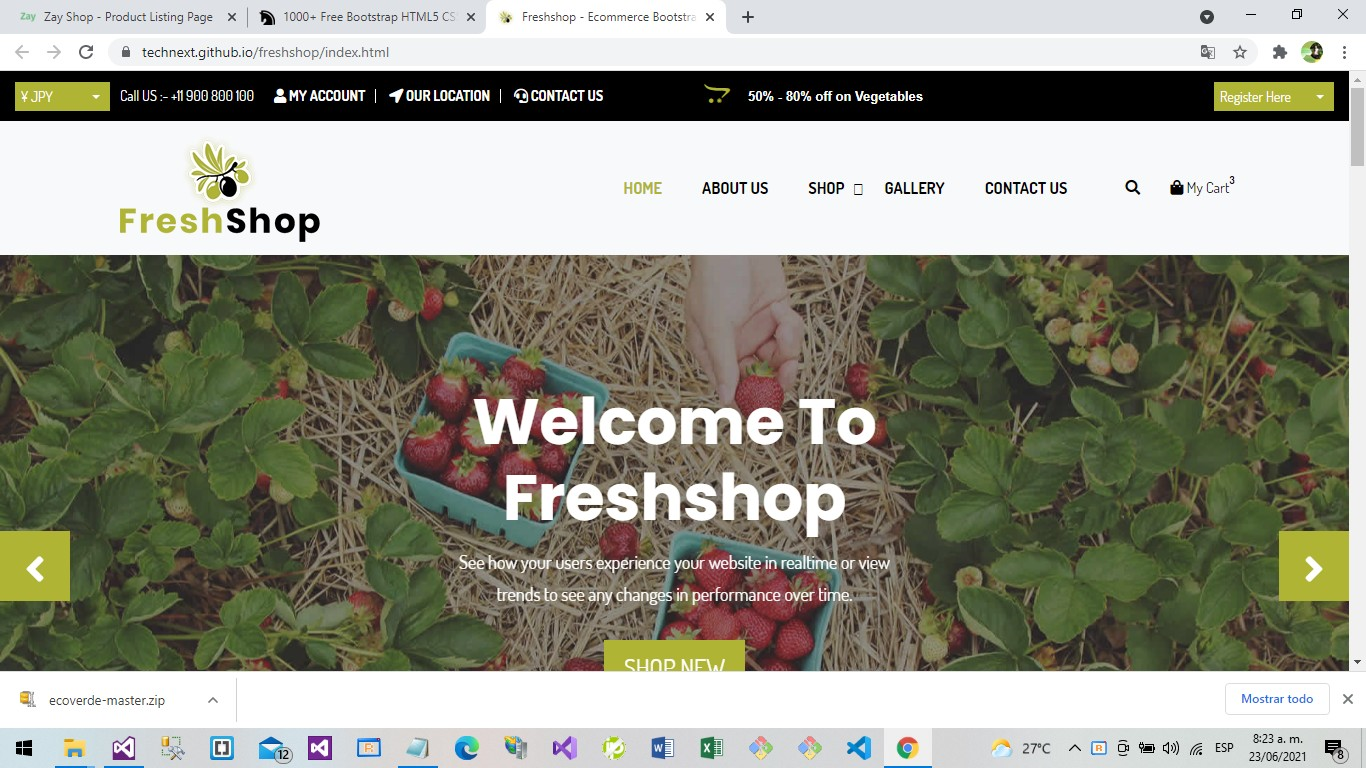 Zay Zay Shop - Product Listing Page
1000+ Free Bootstrap HTML5 CS
Freshshop - Ecommerce Bootstra
technext.github.io/freshshop/index.html
¥ JPY
Call US :- +11 900 800 100
MY ACCOUNT
OUR LOCATION
CONTACT US
50% - 80% off on Vegetables
Register Here
FreshShop
HOME
ABOUT US
SHOP
GALLERY
CONTACT US
My Cart 3
Welcome To
Freshshop
See how your users experience your website in realtime or view
trends to see any changes in performance over time.
SHOP NEW
ecoverde-master.zip
Mostrar todo
12
27°C
ESP
8:23 a. m.
23/06/2021
8